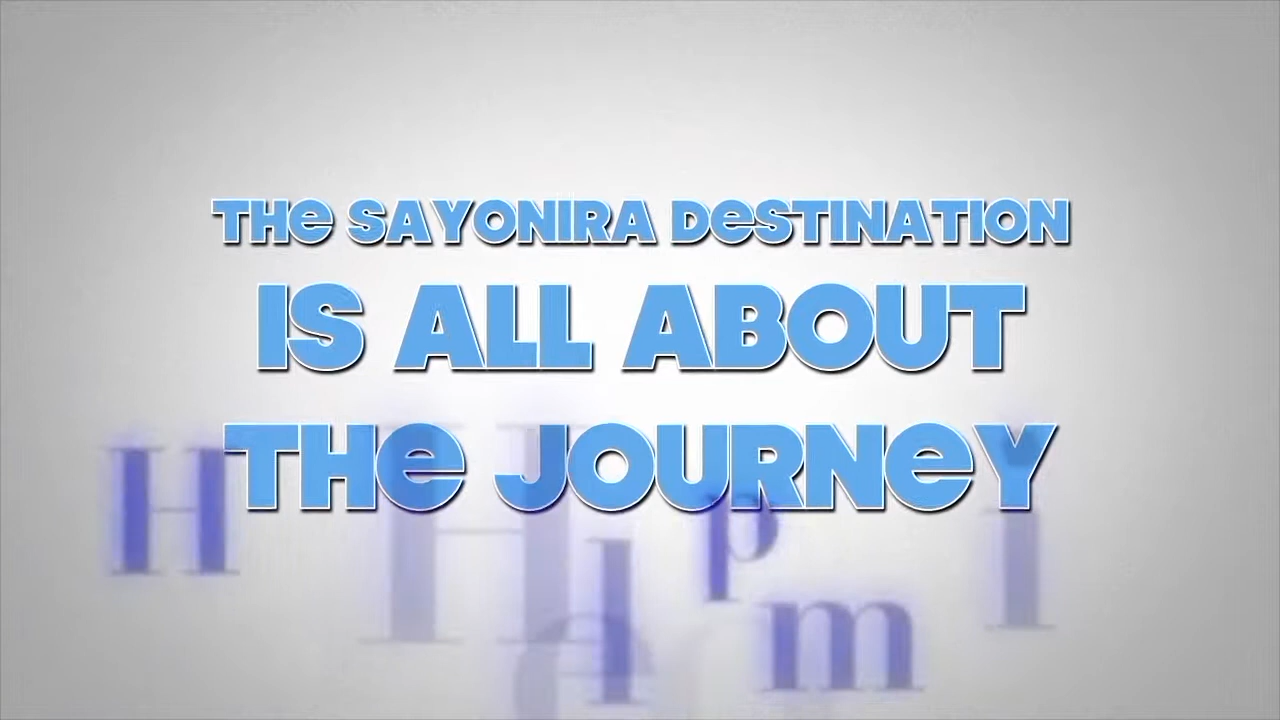 THe SAYONIRA DeSTINATION
IS ALL ABOUT
THe JOURNeY
H H i p m i e